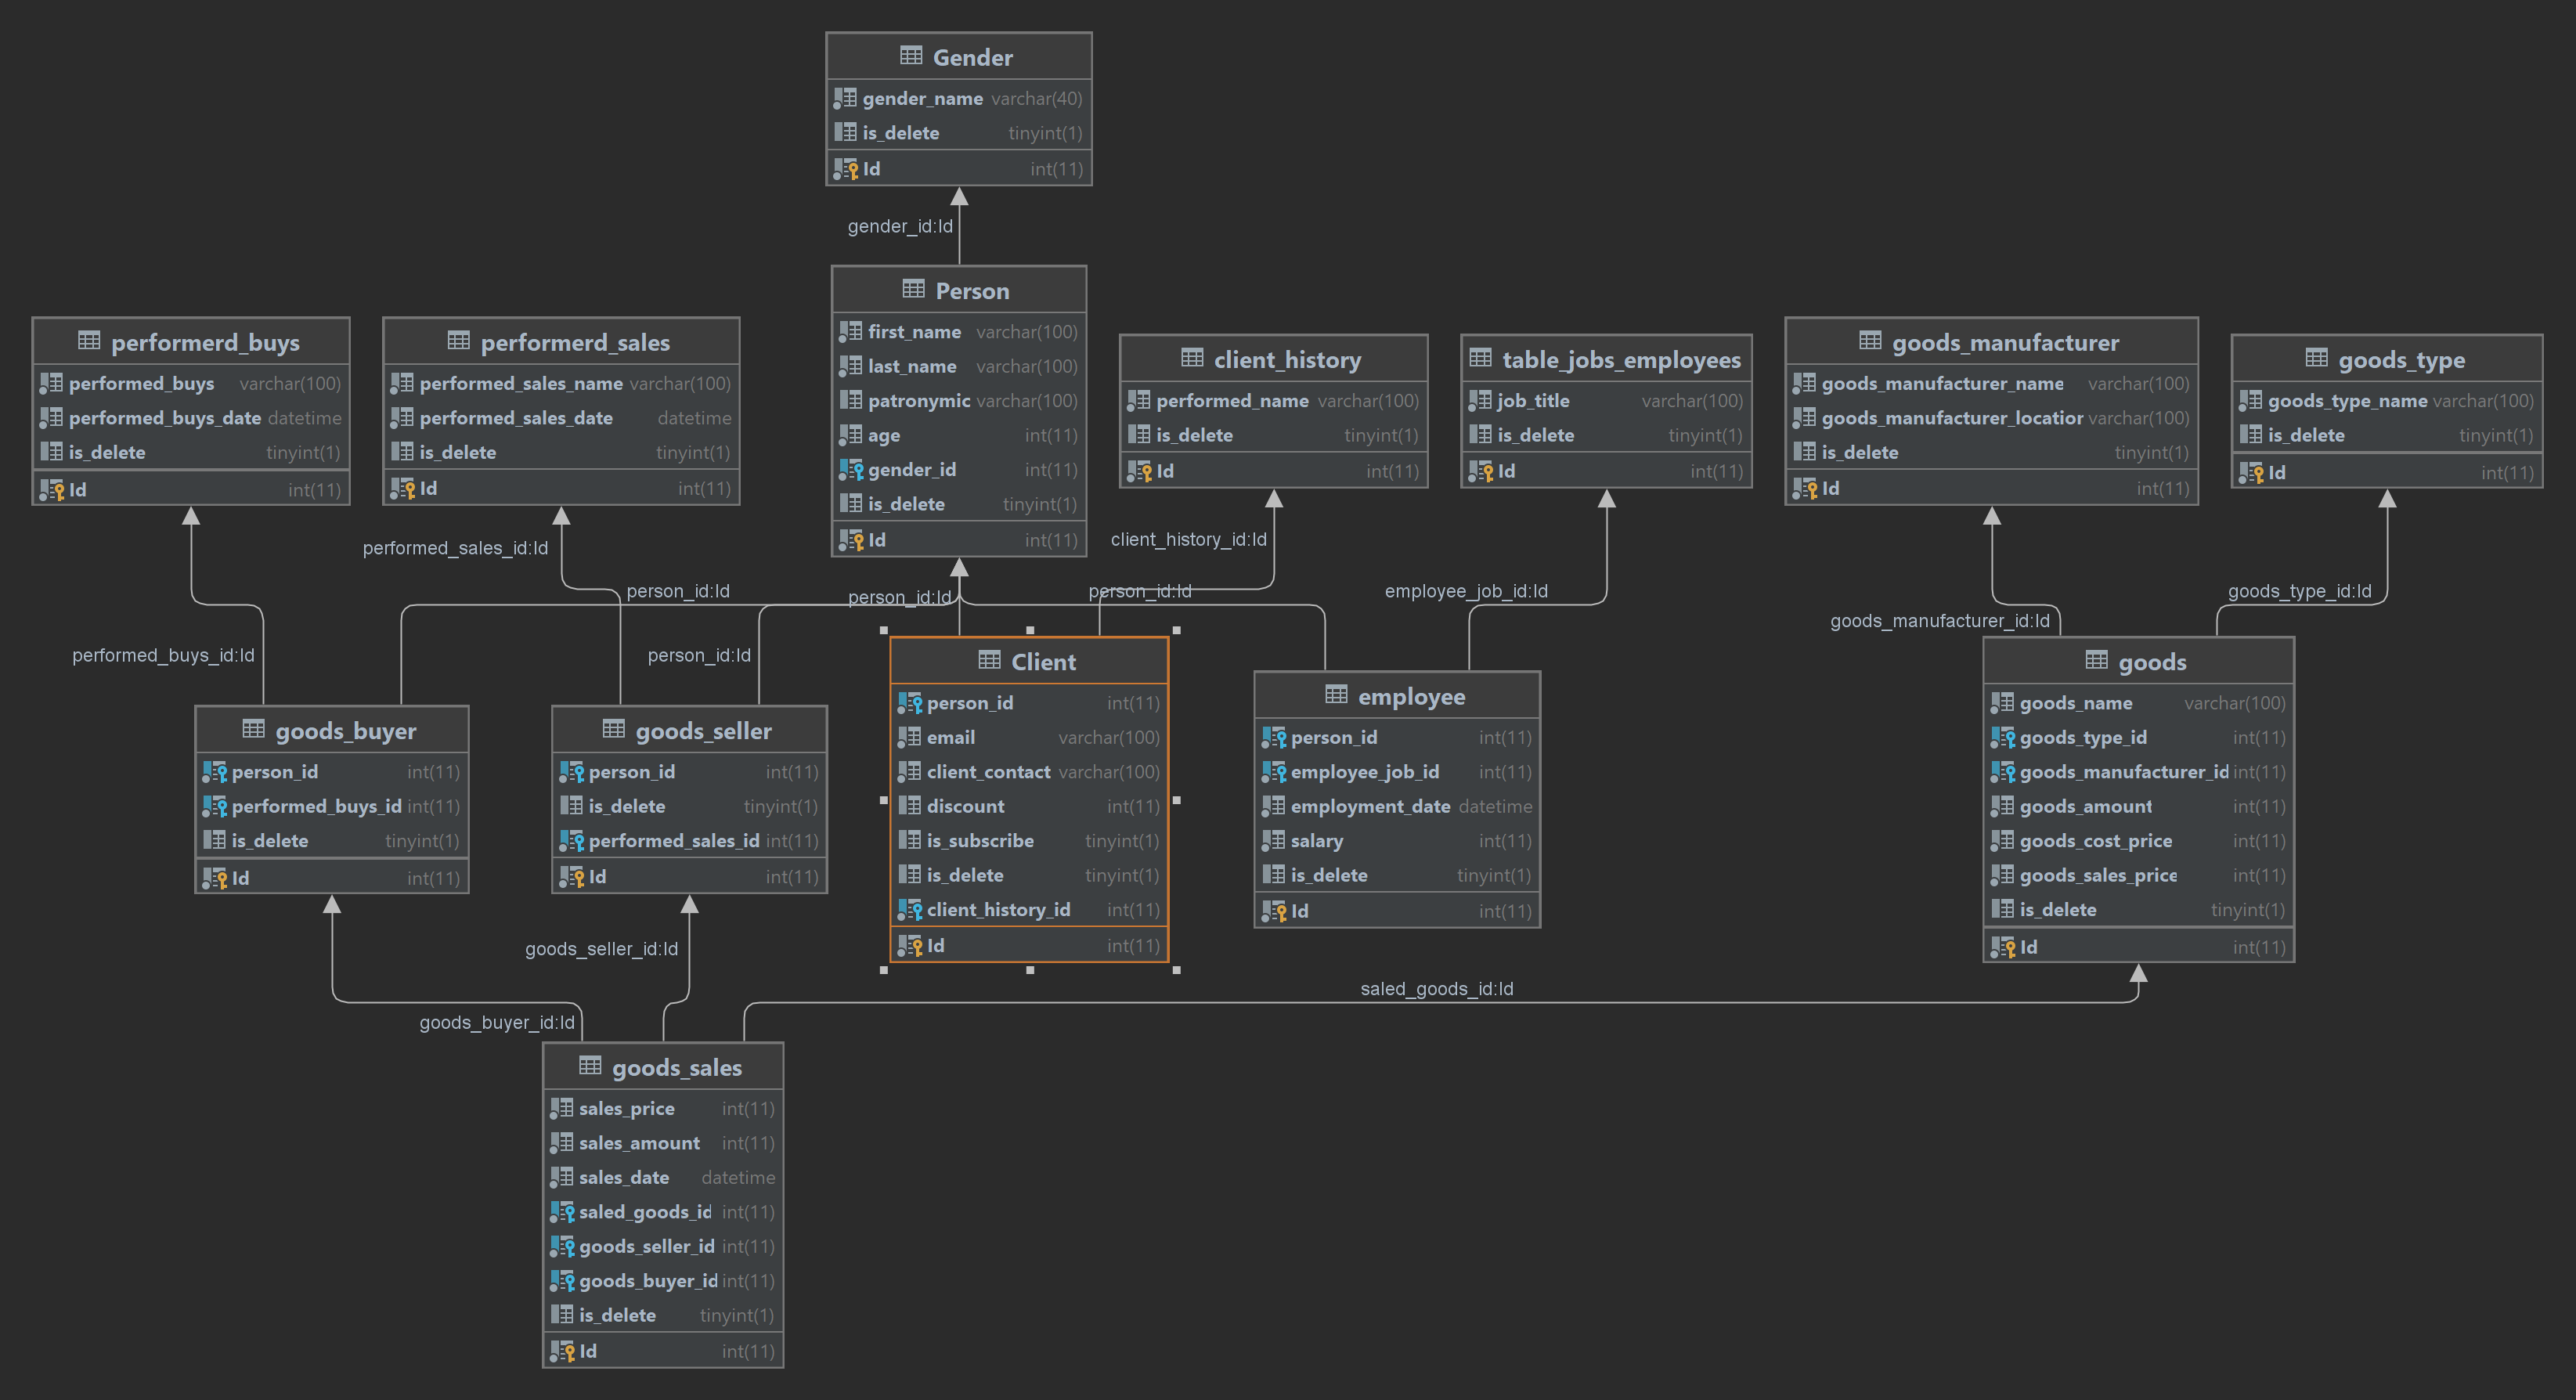 Gender
gender_name varchar(40)
is_delete tinyint(1)
Id int(11)
gender_id:Id
Person
first_name varchar(100)
last_name varchar(100)
patronymic varchar(100)
age int(11)
gender_id int(11)
is_delete tinyint(1)
Id int(11)
performerd_buys
performed_buys varchar(100)
performed_buys_date datetime
is_delete tinyint(1)
Id int(11)
performerd_sales
performed_sales_name varchar(100)
performed_sales_date datetime
is_delete tinyint(1)
Id int(11)
client_history
performed_name varchar(100)
is_delete tinyint(1)
Id int(11)
table_jobs_employees
job_title varchar(100)
is_delete tinyint(1)
Id int(11)
goods_manufacturer
goods_manufacturer_name varchar(100)
goods_manufacturer_location varchar(100)
is_delete tinyint(1)
Id int(11)
goods_type
goods_type_name varchar(100)
is_delete tinyint(1)
Id int(11)
performed_sales_id:Id
client_history_id:Id
person_id:Id
person_id:Id
person_id:Id
employee_job_id:Id
goods_type_id:Id
goods_manufacturer_id:Id
performed_buys_id:Id
person_id:Id
goods_buyer
person_id int(11)
performed_buys_id int(11)
is_delete tinyint(1)
Id int(11)
goods_seller
person_id int(11)
is_delete tinyint(1)
performed_sales_id int(11)
Id int(11)
Client
person_id int(11)
email varchar(100)
client_contact varchar(100)
discount int(11)
is_subscribe tinyint(1)
is_delete tinyint(1)
client_history_id int(11)
Id int(11)
employee
person_id int(11)
employee_job_id int(11)
employment_date datetime
salary int(11)
is_delete tinyint(1)
Id int(11)
goods
goods_name varchar(100)
goods_type_id int(11)
goods_manufacturer_id int(11)
goods_amount int(11)
goods_cost_price int(11)
goods_sales_price int(11)
is_delete tinyint(1)
Id int(11)
goods_seller_id:Id
saled_goods_id:Id
goods_buyer_id:Id
goods_sales
sales_price int(11)
sales_amount int(11)
sales_date datetime
saled_goods_id int(11)
goods_seller_id int(11)
goods_buyer_id int(11)
is_delete tinyint(1)
Id int(11)